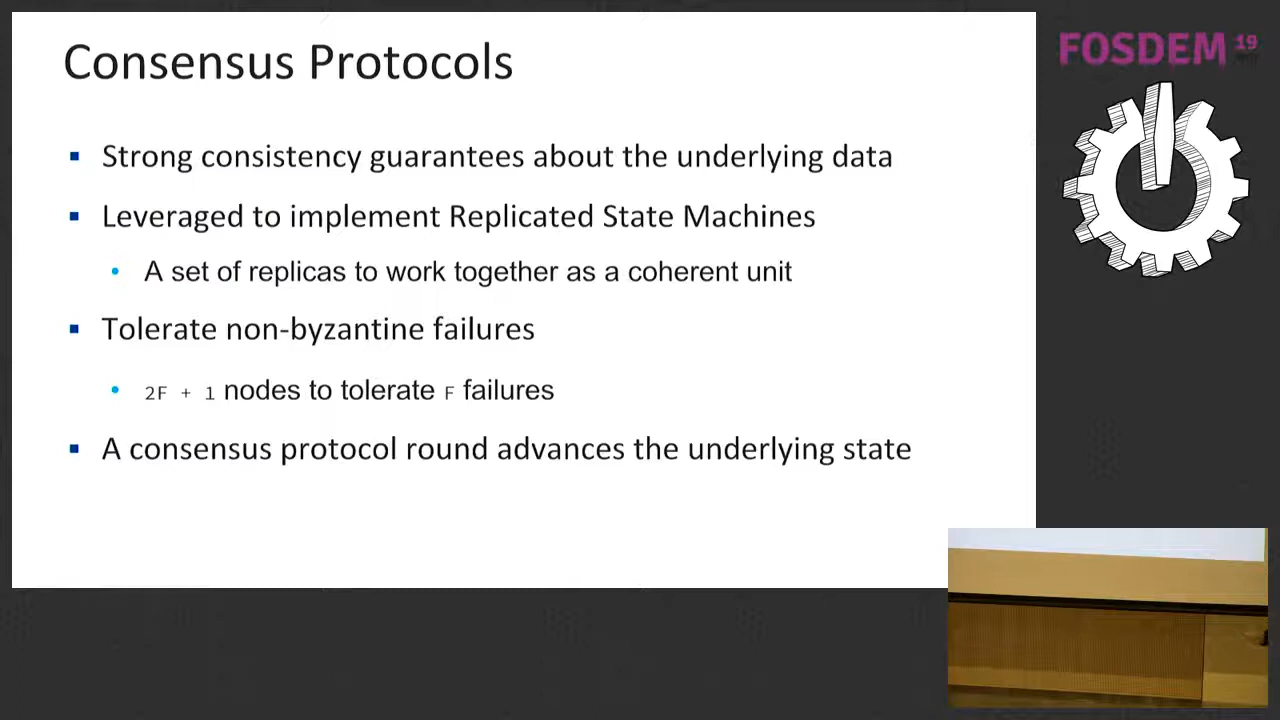 Consensus Protocols
Strong consistency guarantees about the underlying data
Leveraged to implement Replicated State Machines
A set of replicas to work together as a coherent unit
Tolerate non-byzantine failures
2F + 1 nodes to tolerate F failures
A consensus protocol round advances the underlying state
FOSDEM 19